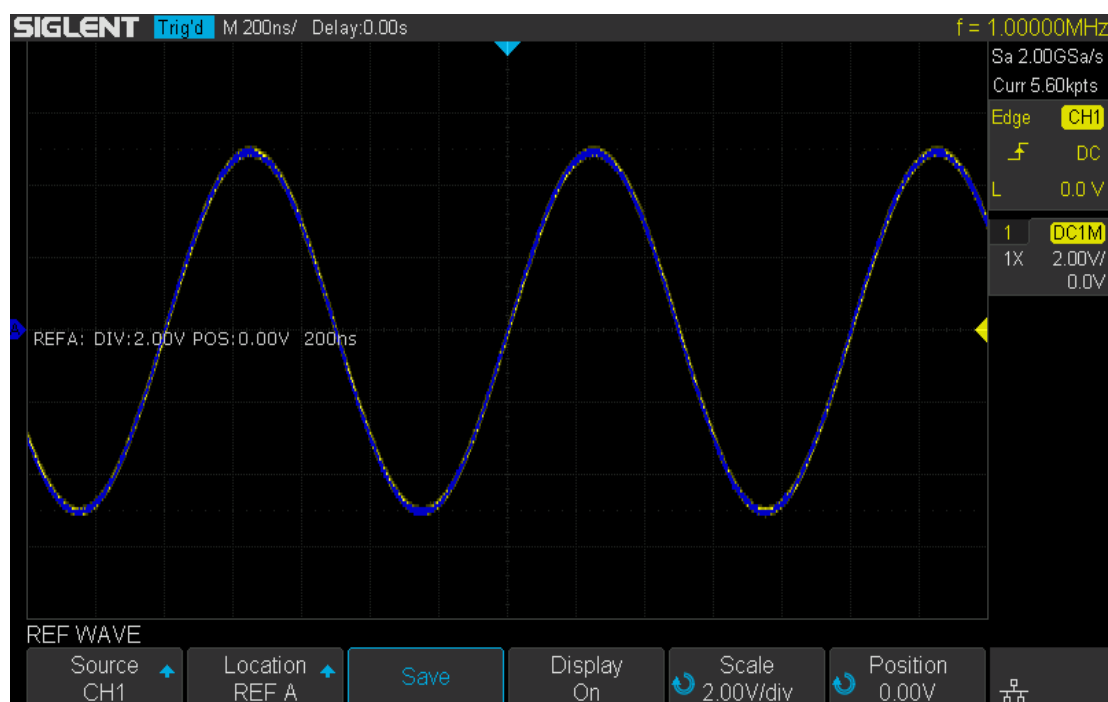 SIGLENT Trig'd M 200ns/ Delay:0.00s f = 1.00000MHz
Sa 2.00GSa/s
Curr 5.60kpts
Edge CH1
DC
L 0.0 V
1 DC1M
1X 2.00V/
0.0V
A
REFA: DIV:2.00V POS:0.00V 200ns
REF WAVE
Source Location Save Display Scale Position
CH1 REF A On 2.00V/div 0.00V